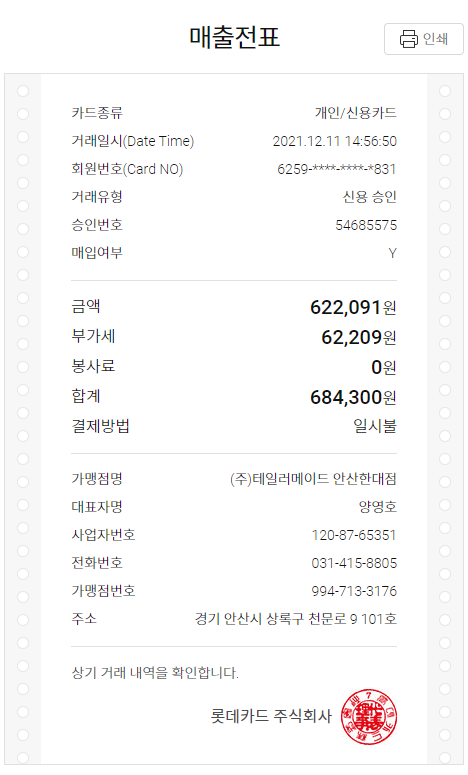 매출전표
인쇄
카드종류 개인/신용카드
거래일시(Date Time) 2021.12.11 14:56:50
회원번호(Card NO) 6259-****-****-*831
거래유형 신용 승인
승인번호 54685575
매입여부 Y
금액 622,091원
부가세 62,209원
봉사료 0원
합계 684,300원
결제방법 일시불
가맹점명 (주)테일러메이드 안산한대점
대표자명 양영호
사업자번호 120-87-65351
전화번호 031-415-8805
가맹점번호 994-713-3176
주소 경기 안산시 상록구 천문로 9 101호
상기 거래 내역을 확인합니다.
롯데카드 주식회사